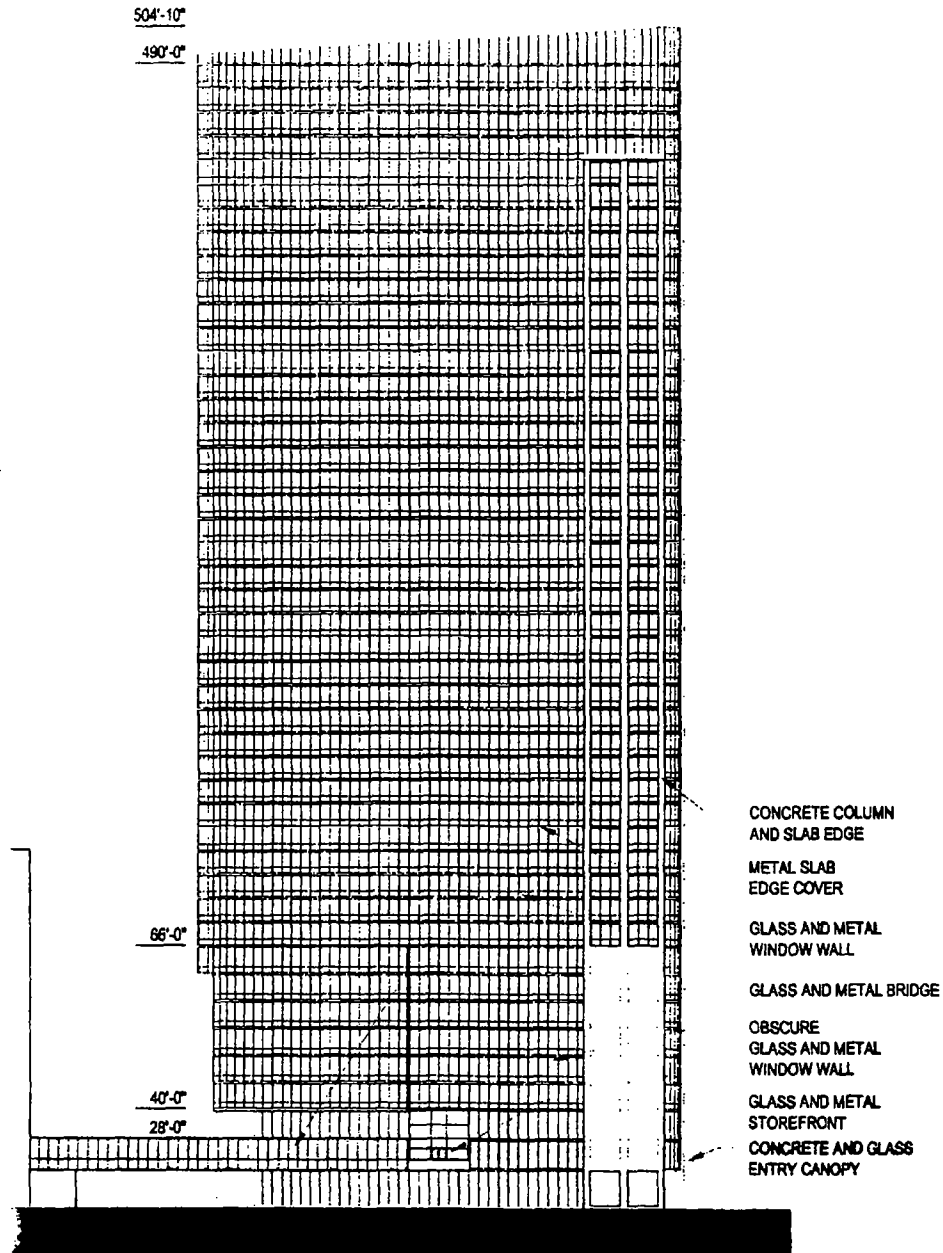 504'-10"
490'-0"
CONCRETE COLUMN
AND SLAB EDGE
METAL SLAB
EDGE COVER
66'-0"
GLASS AND METAL
WINDOW WALL
GLASS AND METAL BRIDGE
OBSCURE
GLASS AND METAL
WINDOW WALL
40'-0"
GLASS AND METAL
STOREFRONT
28'-0"
CONCRETE AND GLASS
ENTRY CANOPY